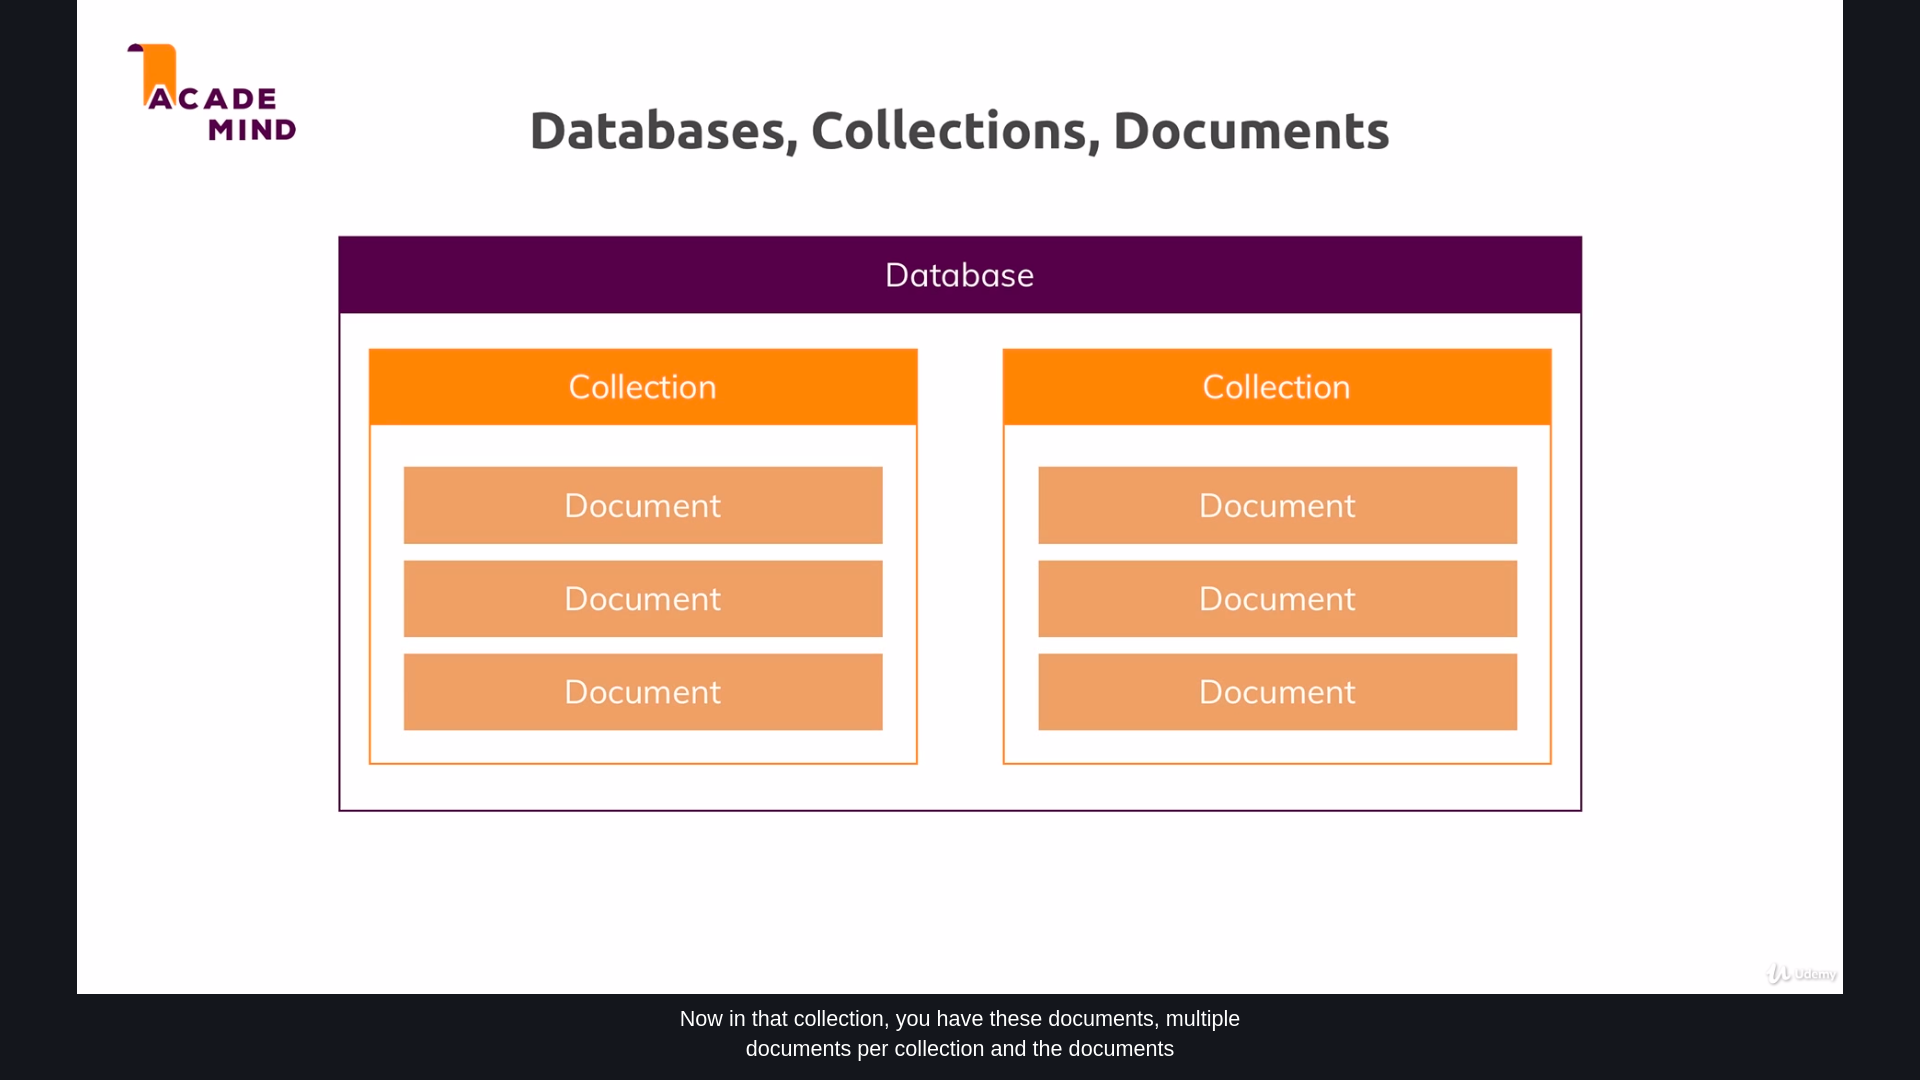 ACADE
MIND
Databases, Collections, Documents
Database
Collection
Document
Document
Document
Collection
Document
Document
Document
Udemy
Now in that collection, you have these documents, multiple
documents per collection and the documents